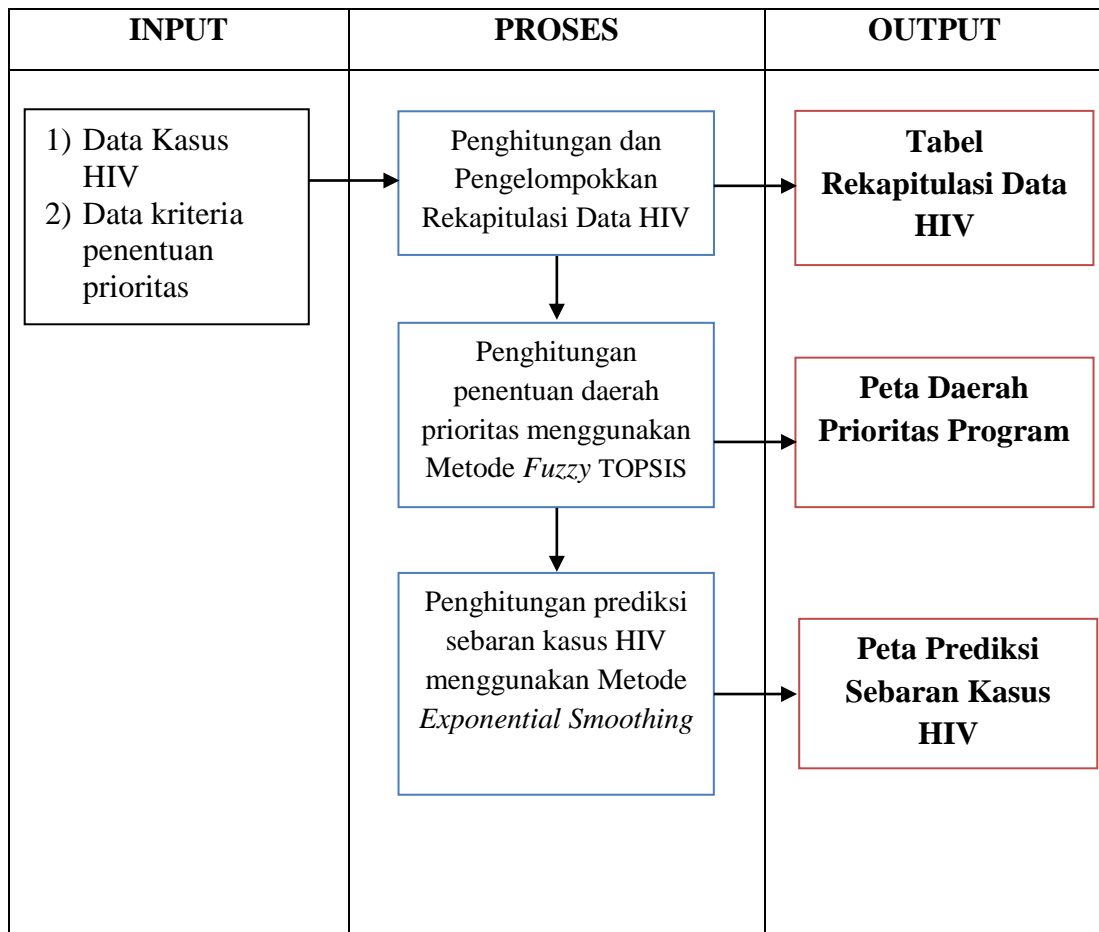 INPUT
PROSES
OUTPUT
1) Data Kasus
HIV
2) Data kriteria
penentuan
prioritas
Penghitungan dan
Pengelompokkan
Rekapitulasi Data HIV
Tabel
Rekapitulasi Data
HIV
Penghitungan
penentuan daerah
prioritas menggunakan
Metode Fuzzy TOPSIS
Peta Daerah
Prioritas Program
Penghitungan prediksi
sebaran kasus HIV
menggunakan Metode
Exponential Smoothing
Peta Prediksi
Sebaran Kasus
HIV